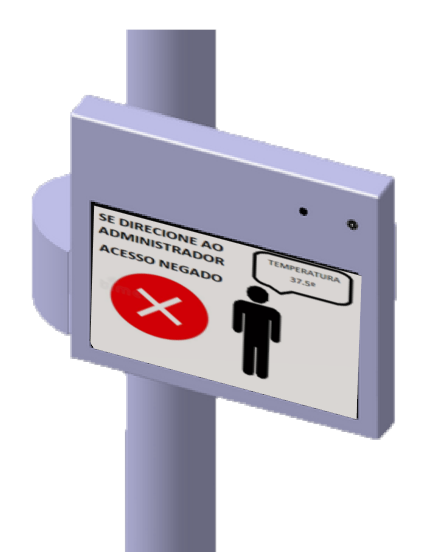 SE DIRECIONE AO
ADMINISTRADOR
ACESSO NEGADO
TEMPERATURA
37.5º